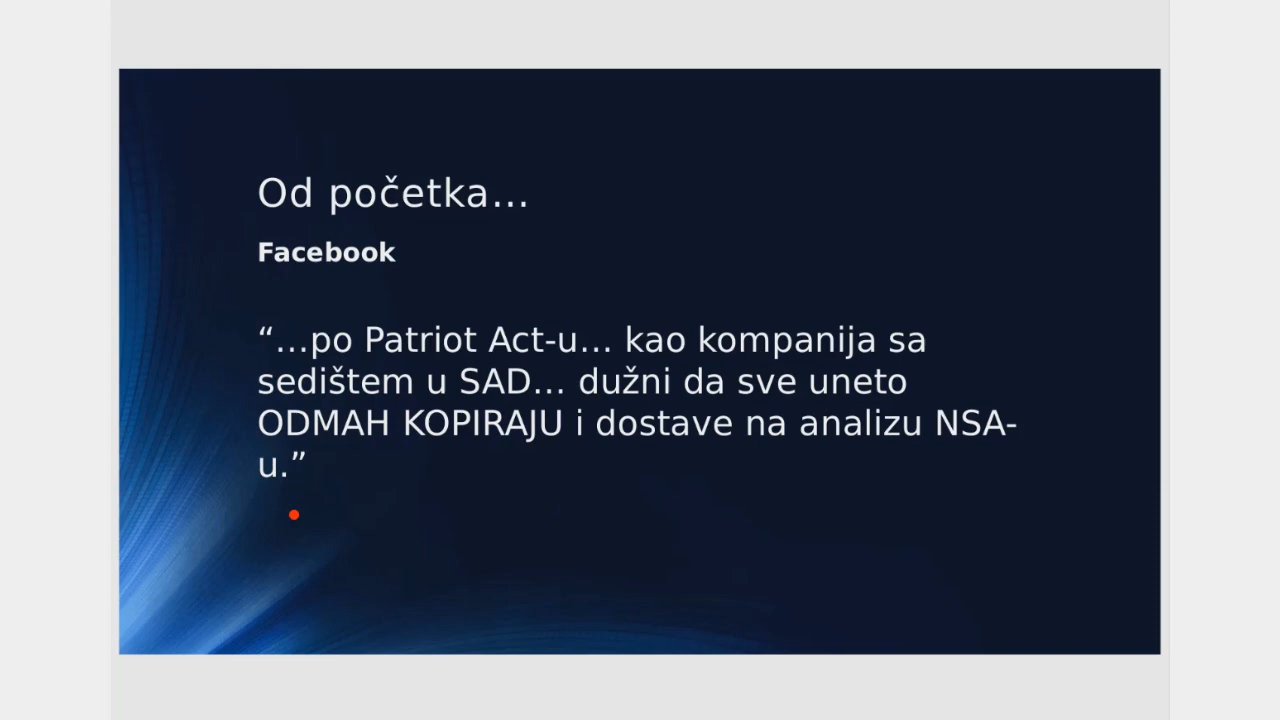 Od početka...
Facebook
“...po Patriot Act-u... kao kompanija sa
sedištem u SAD... dužni da sve uneto
ODMAH KOPIRAJU i dostave na analizu NSA-
u.”